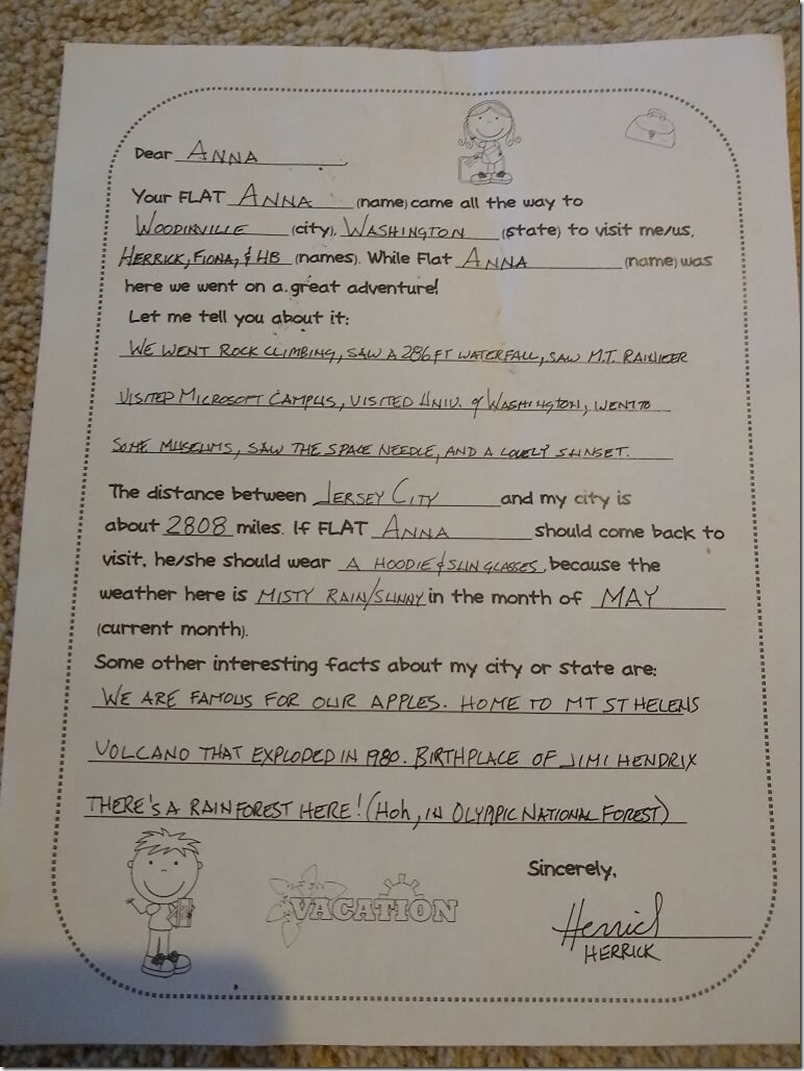 Dear ANNA
Your FLAT ANNA (name) came all the way to
WOODINVILLE (city), WASHINGTON (state) to visit me/us,
HERRICK, FIONA, & HB (names). While Flat ANNA (name) was
here we went on a great adventure!
Let me tell you about it:
WE WENT ROCK CLIMBING, SAW A 286 FT WATERFALL, SAW M.T. RAINIER
VISITED MICROSOFT CAMPUS, VISITED UNIV. of WASHINGTON, WENT TO
SOME MUSEUMS, SAW THE SPACE NEEDLE, AND A LOVELY SUNSET.
The distance between JERSEY CITY and my city is
about 2808 miles. If FLAT ANNA should come back to
visit, he/she should wear A HOODIE & SUNGLASSES, because the
weather here is MISTY RAIN/SUNNY in the month of MAY
(current month).
Some other interesting facts about my city or state are:
WE ARE FAMOUS FOR OUR APPLES. HOME TO MT ST HELENS
VOLCANO THAT EXPLODED IN 1980. BIRTHPLACE OF JIMI HENDRIX
THERE'S A RAINFOREST HERE! (Hoh, IN OLYMPIC NATIONAL FOREST)
Sincerely,
VACATION
Herrick
HERRICK